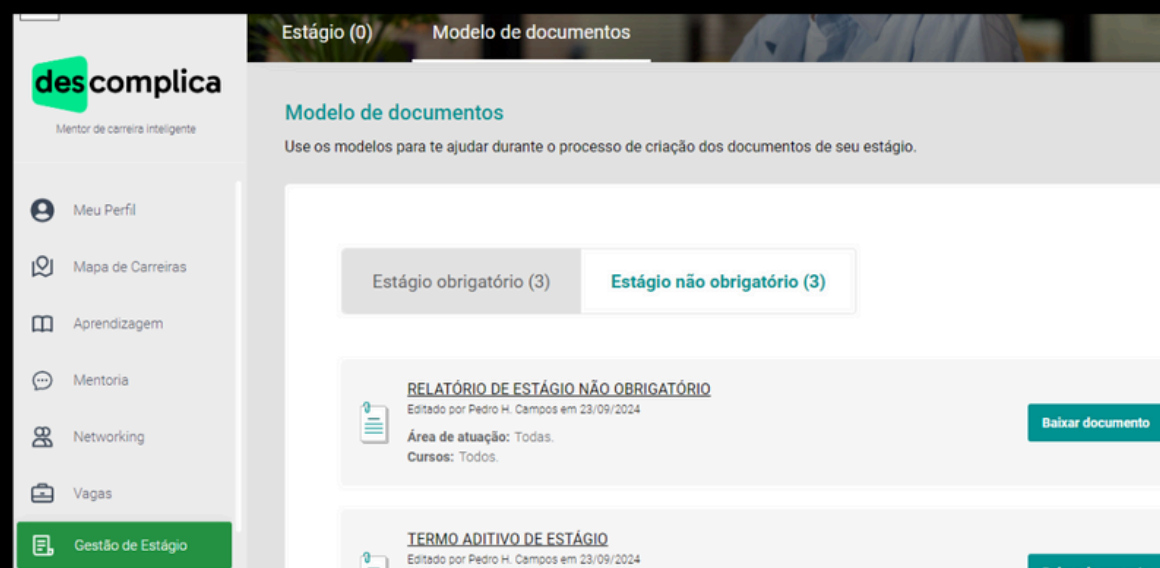 Estágio (0)
Modelo de documentos
descomplica
Mentor de carreira inteligente
Meu Perfil
Mapa de Carreiras
Aprendizagem
Mentoria
Networking
Vagas
Gestão de Estágio
Modelo de documentos
Use os modelos para te ajudar durante o processo de criação dos documentos de seu estágio.
Estágio obrigatório (3)
Estágio não obrigatório (3)
RELATÓRIO DE ESTÁGIO NÃO OBRIGATÓRIO
Editado por Pedro H. Campos em 23/09/2024
Área de atuação: Todas.
Cursos: Todos.
Baixar documento
TERMO ADITIVO DE ESTÁGIO
Editado por Pedro H. Campos em 23/09/2024